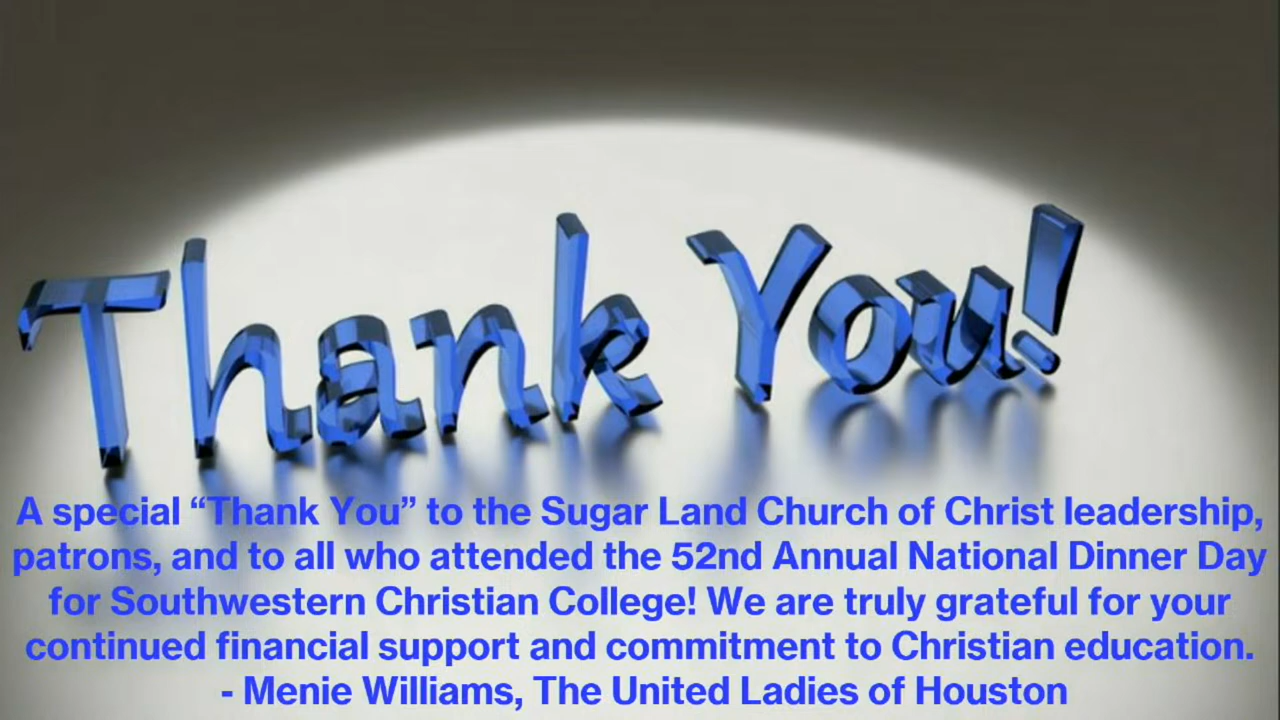 Thank You!
A special “Thank You” to the Sugar Land Church of Christ leadership,
patrons, and to all who attended the 52nd Annual National Dinner Day
for Southwestern Christian College! We are truly grateful for your
continued financial support and commitment to Christian education.
- Menie Williams, The United Ladies of Houston